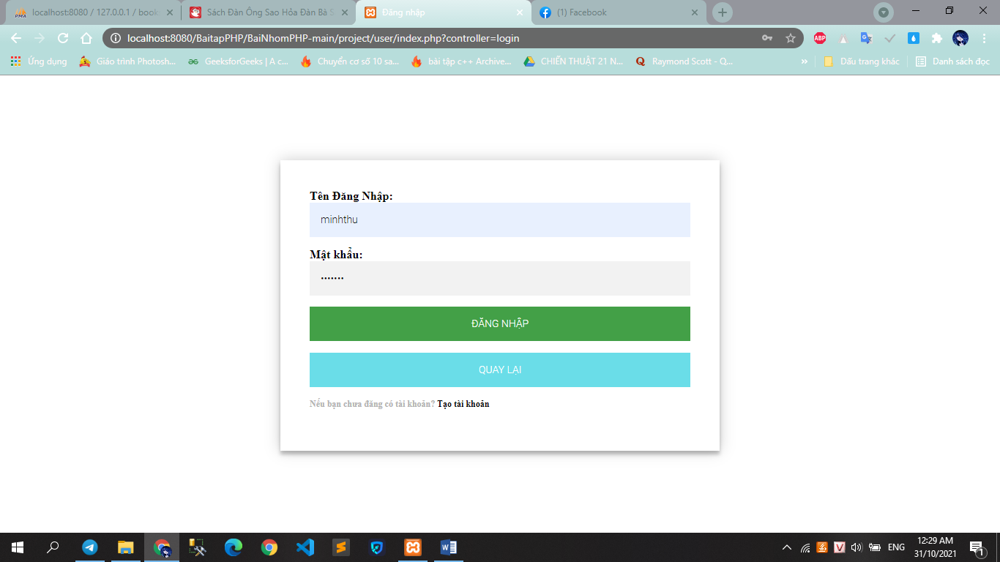 localhost:8080 / 127.0.0.1 / book
Sách Đàn Ông Sao Hỏa Đàn Bà S
Đăng nhập
(1) Facebook
localhost:8080/BaitapPHP/BaiNhomPHP-main/project/user/index.php?controller=login
Ứng dụng
Giáo trình Photosh...
GeeksforGeeks | A c...
Chuyển cơ số 10 sa...
bài tập c++ Archive...
CHIẾN THUẬT 21 N...
Raymond Scott - Q...
»
Dấu trang khác
Danh sách đọc
Tên Đăng Nhập:
minhthu
Mật khẩu:
•••••••
ĐĂNG NHẬP
QUAY LẠI
Nếu bạn chưa đăng có tài khoản? Tạo tài khoản
ENG
12:29 AM
31/10/2021
1